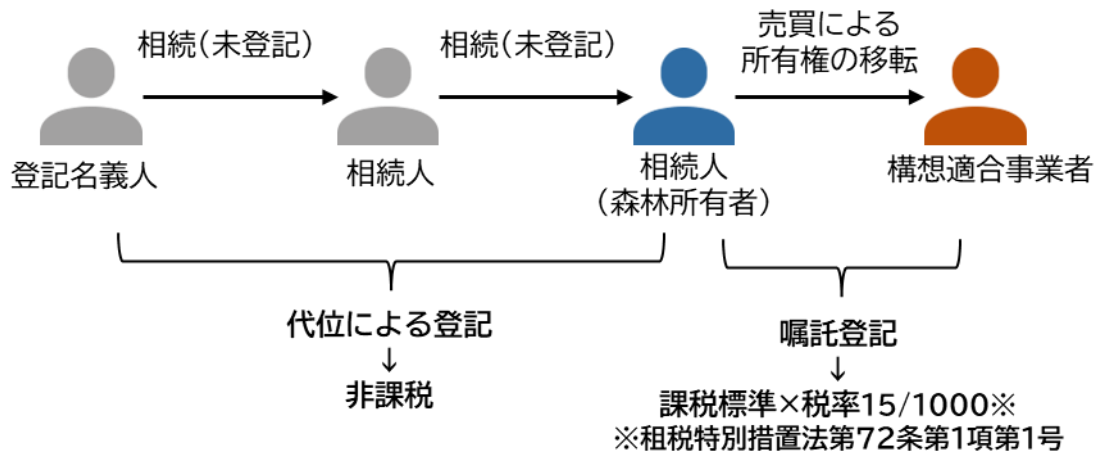 相続（未登記）
相続（未登記）
売買による
所有権の移転
登記名義人
相続人
相続人
（森林所有者）
構想適合事業者
代位による登記
↓
非課税
嘱託登記
↓
課税標準×税率15/1000※
※租税特別措置法第72条第1項第1号